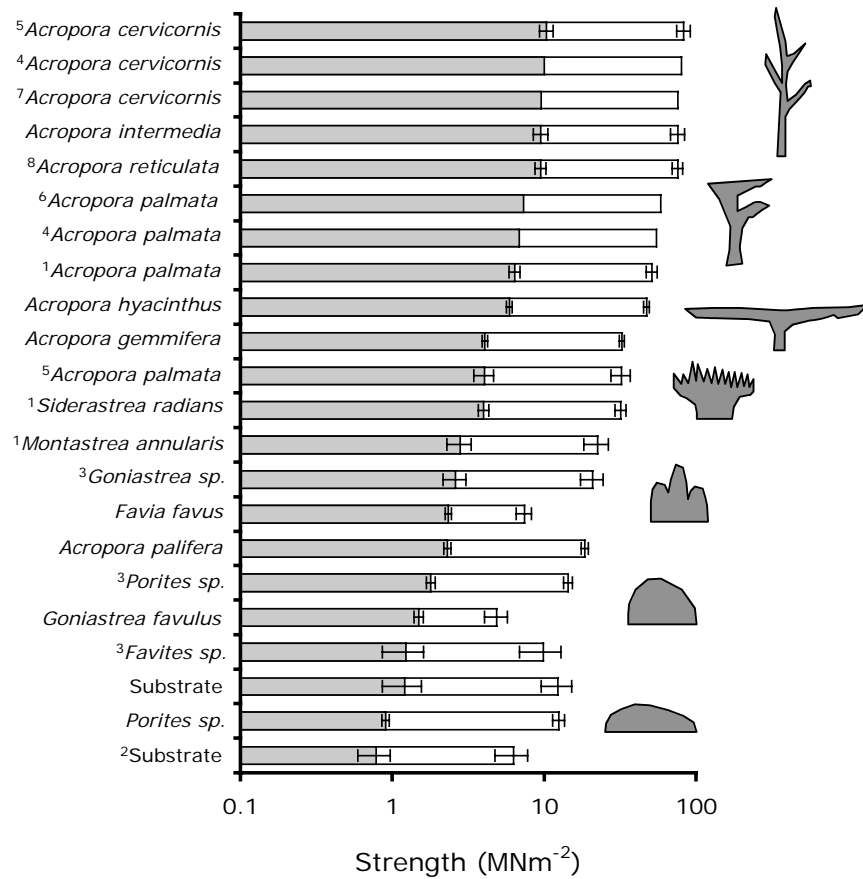 ⁵Acropora cervicornis
⁴Acropora cervicornis
⁷Acropora cervicornis
Acropora intermedia
⁸Acropora reticulata
⁶Acropora palmata
⁴Acropora palmata
¹Acropora palmata
Acropora hyacinthus
Acropora gemmifera
⁵Acropora palmata
¹Siderastrea radians
¹Montastrea annularis
³Goniastrea sp.
Favia favus
Acropora palifera
³Porites sp.
Goniastrea favulus
³Favites sp.
Substrate
Porites sp.
²Substrate
0.1 1 10 100
Strength (MNm⁻²)